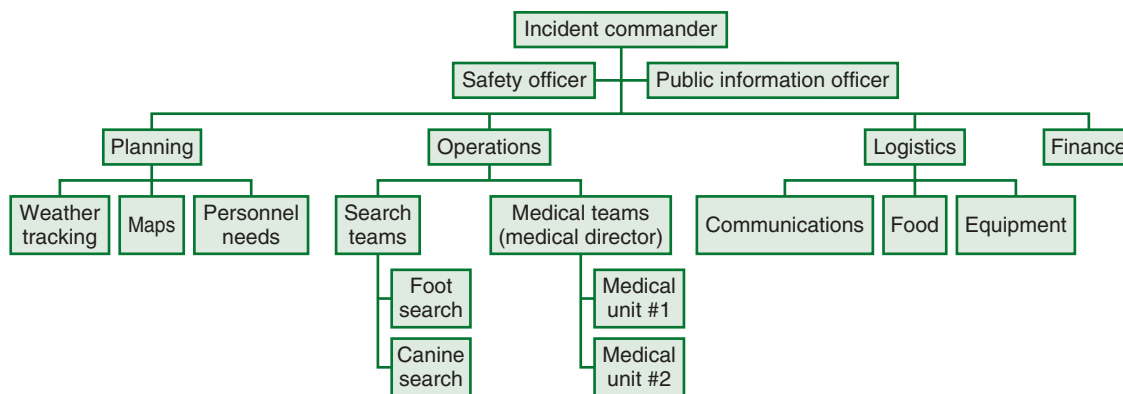 Incident commander
Safety officer
Public information officer
Planning
Operations
Logistics
Finance
Weather
tracking
Maps
Personnel
needs
Search
teams
Medical teams
(medical director)
Communications
Food
Equipment
Foot
search
Canine
search
Medical
unit #1
Medical
unit #2